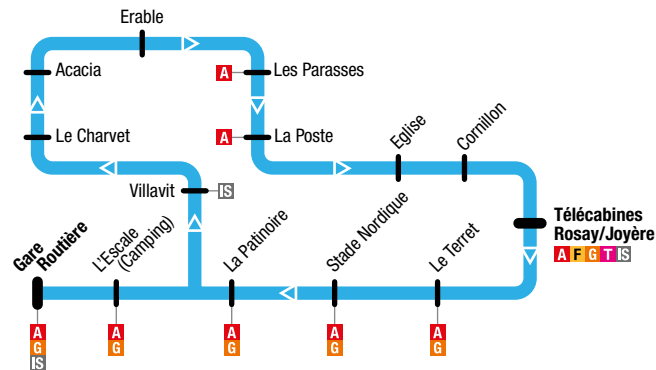 Erable
Acacia
A
Les Parasses
Le Charvet
A
La Poste
Eglise
Cornillon
Villavit
IS
Télécabines
Rosay/Joyère
A F G T IS
Gare
Routière
L'Escale
(Camping)
La Patinoire
Stade Nordique
Le Terret
A
G
IS
A
G
A
G
A
G
A
G